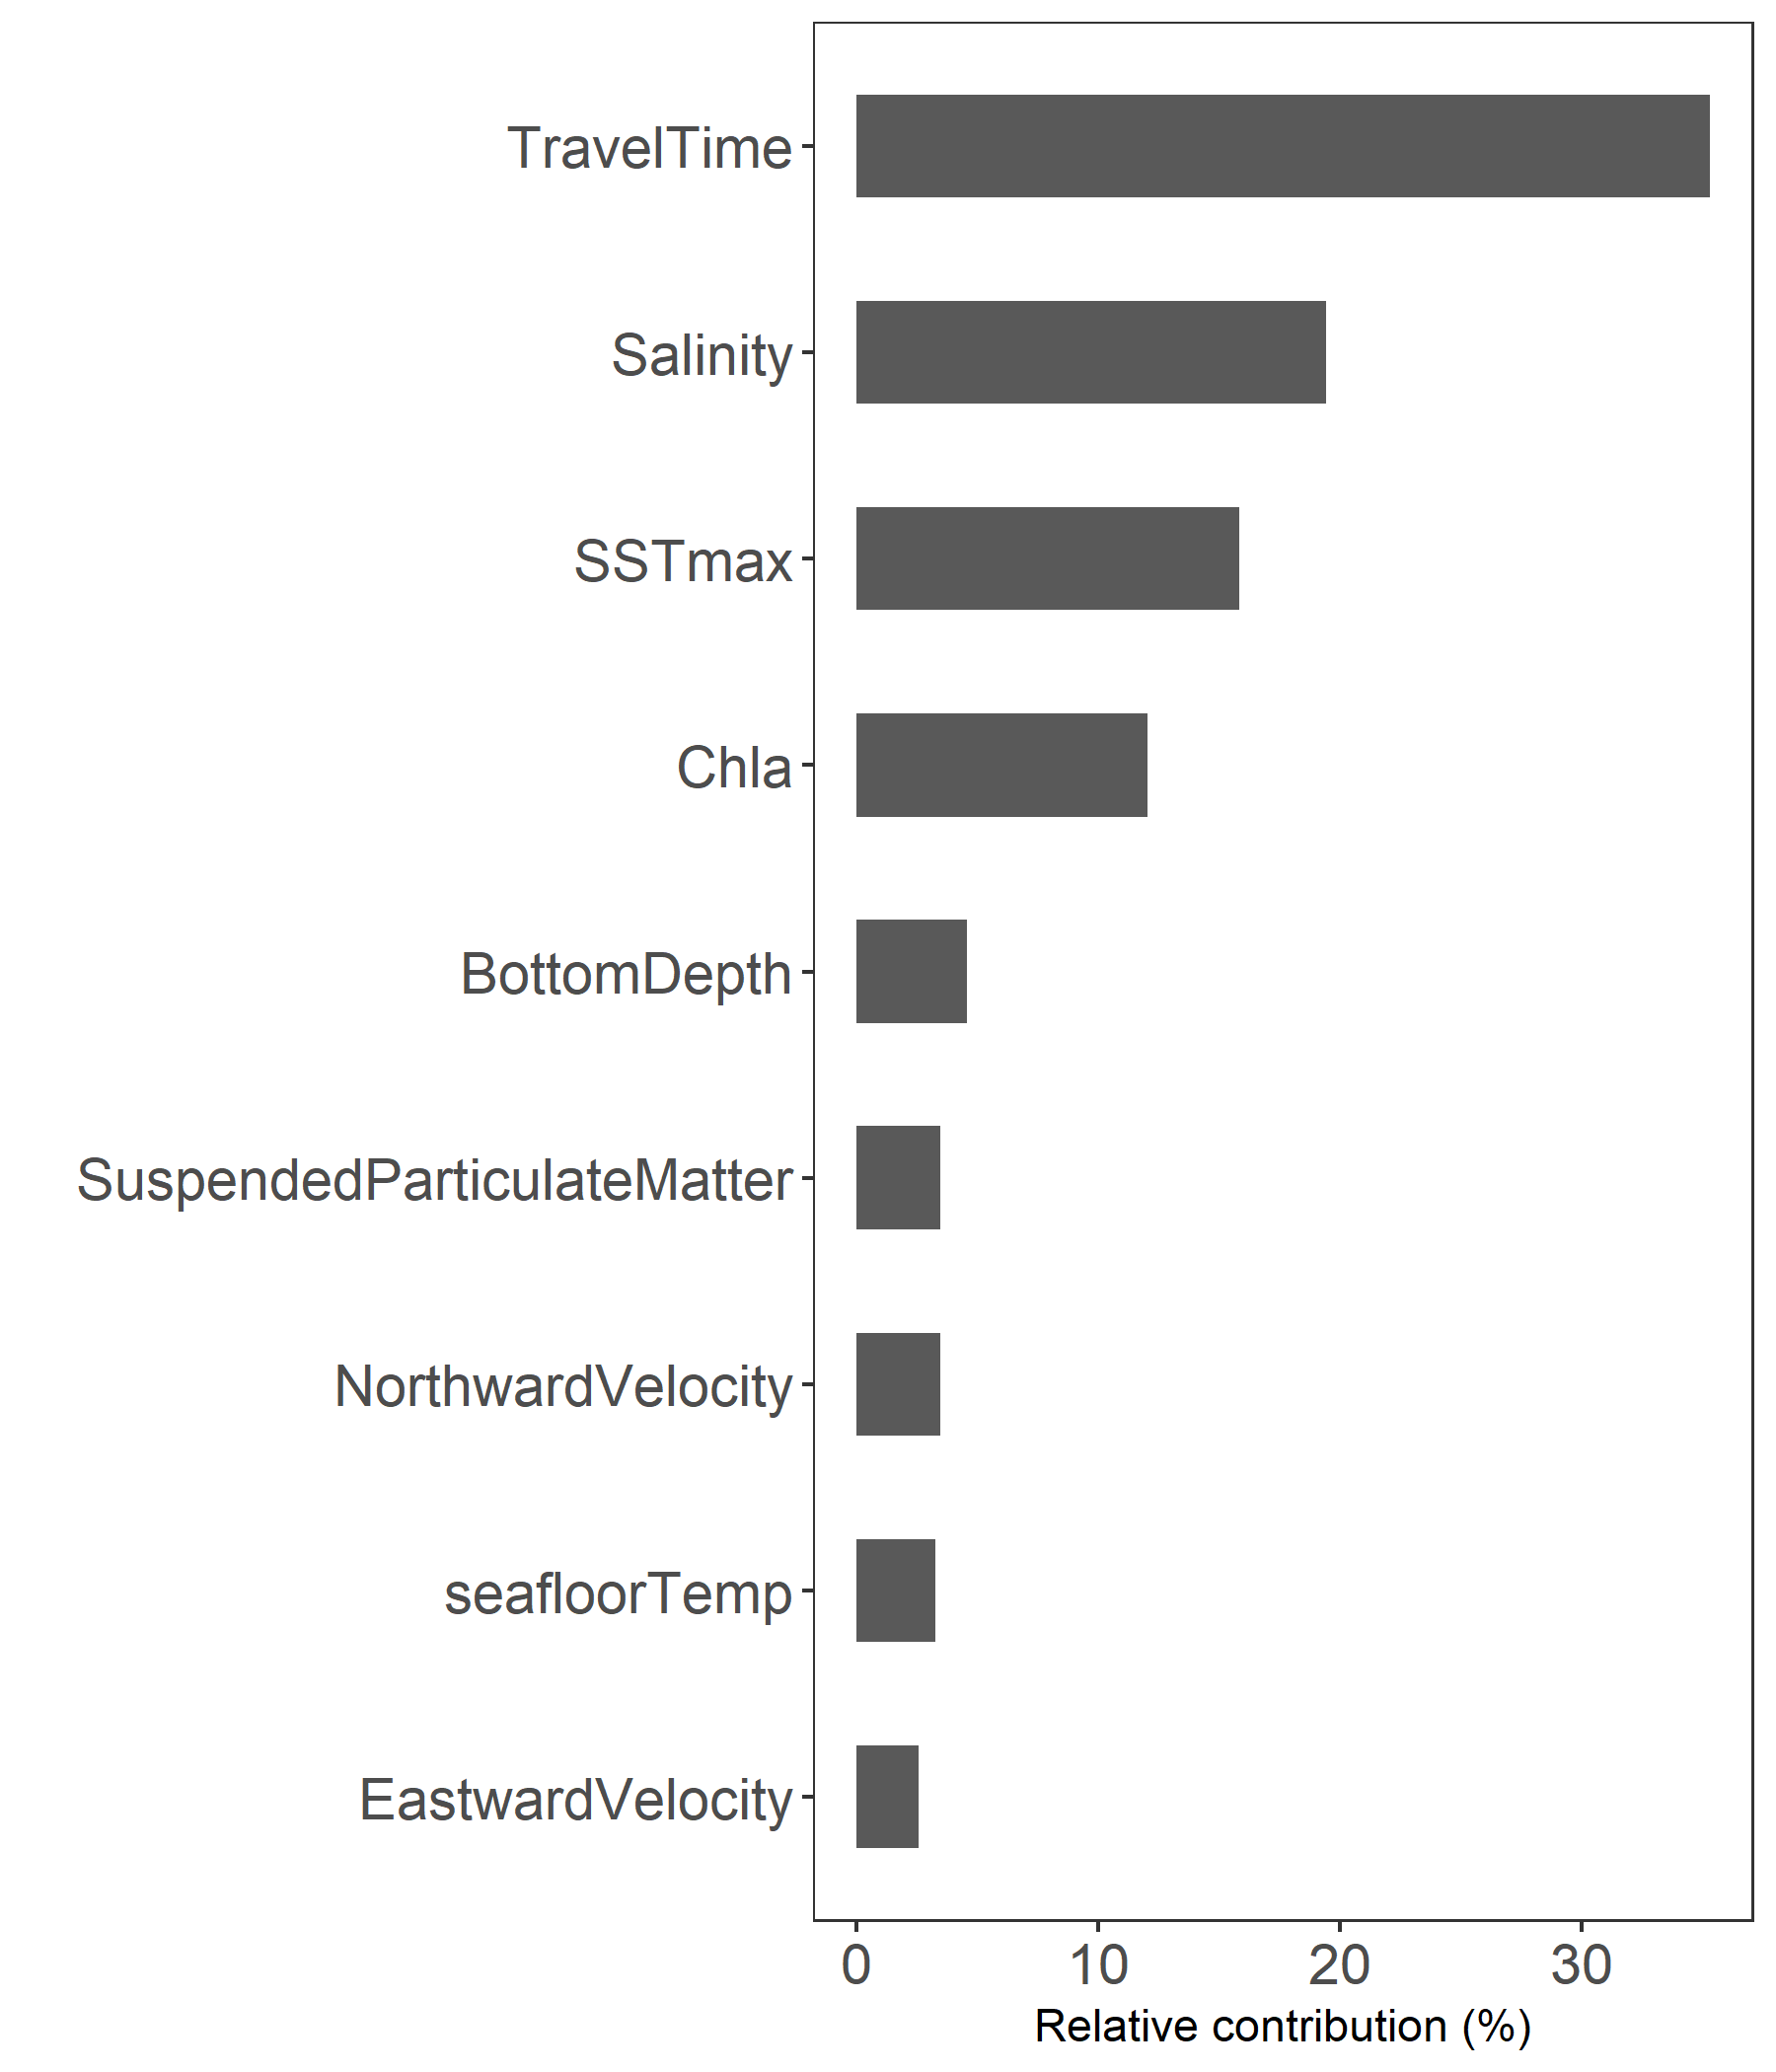 TravelTime
Salinity
SSTmax
Chla
BottomDepth
SuspendedParticulateMatter
NorthwardVelocity
seafloorTemp
EastwardVelocity
0 10 20 30
Relative contribution (%)